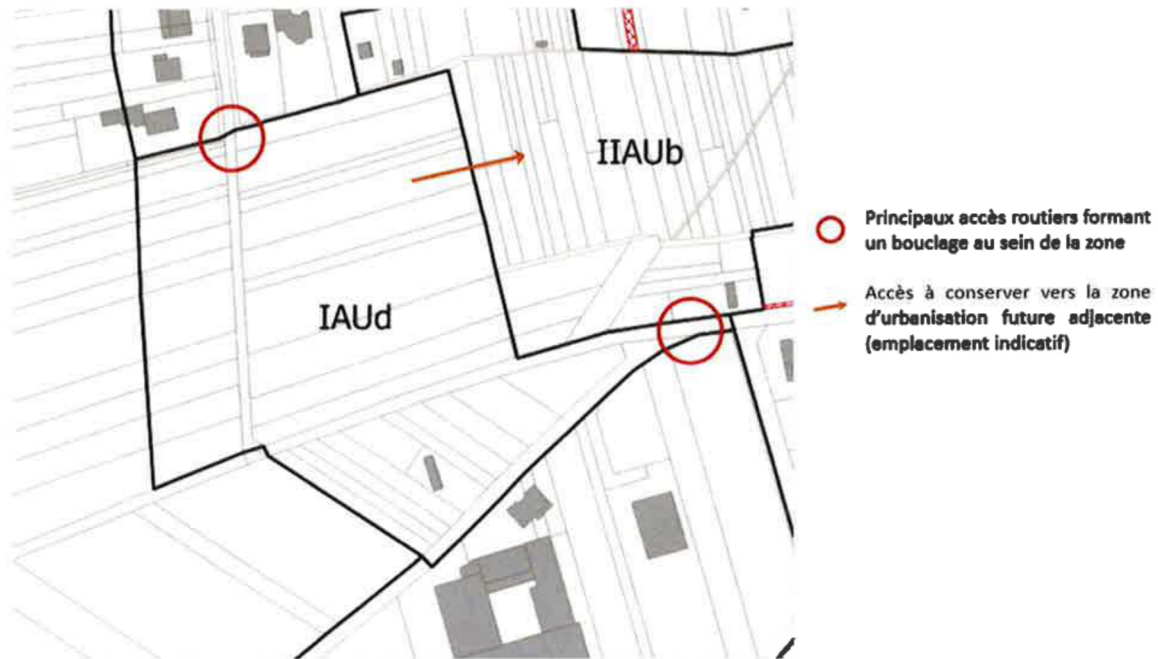 IIAUb
IAUd
Principaux accès routiers formant
un bouclage au sein de la zone
Accès à conserver vers la zone
d'urbanisation future adjacente
(emplacement indicatif)